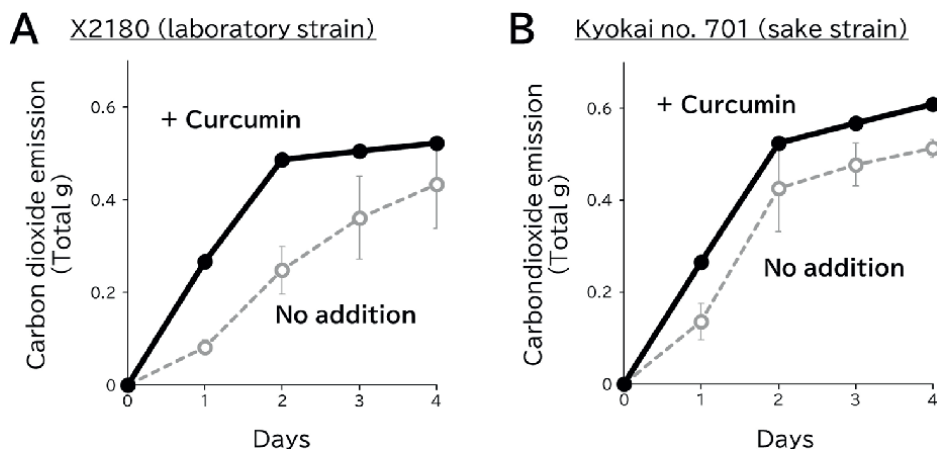 A X2180 (laboratory strain)
Carbon dioxide emission
(Total g)
0.6
0.4
0.2
0
+ Curcumin
No addition
0 1 2 3 4
Days
B Kyokai no. 701 (sake strain)
Carbondioxide emission
(Total g)
0.6
0.4
0.2
0
+ Curcumin
No addition
0 1 2 3 4
Days